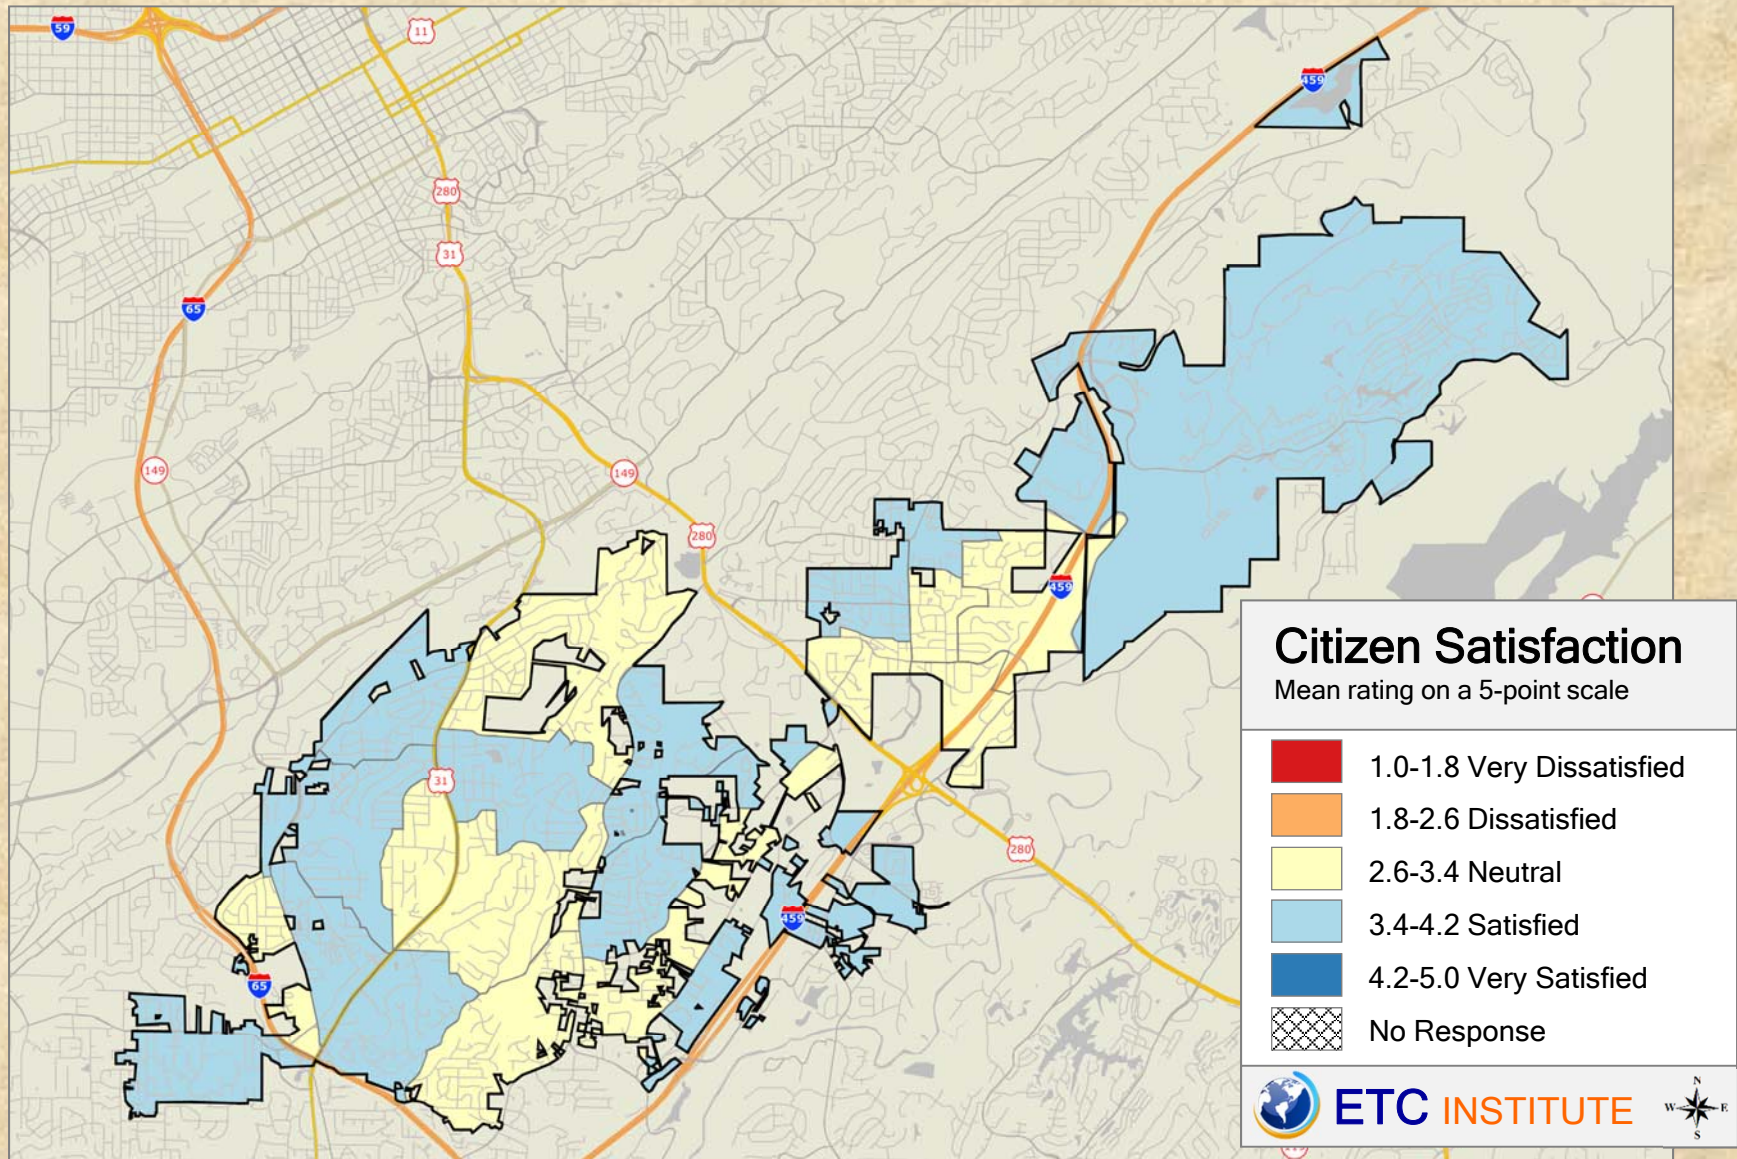 59
11
459
280
31
65
149
149
280
459
31
280
459
65
Citizen Satisfaction
Mean rating on a 5-point scale
1.0-1.8 Very Dissatisfied
1.8-2.6 Dissatisfied
2.6-3.4 Neutral
3.4-4.2 Satisfied
4.2-5.0 Very Satisfied
No Response
ETC INSTITUTE
N
W E
S